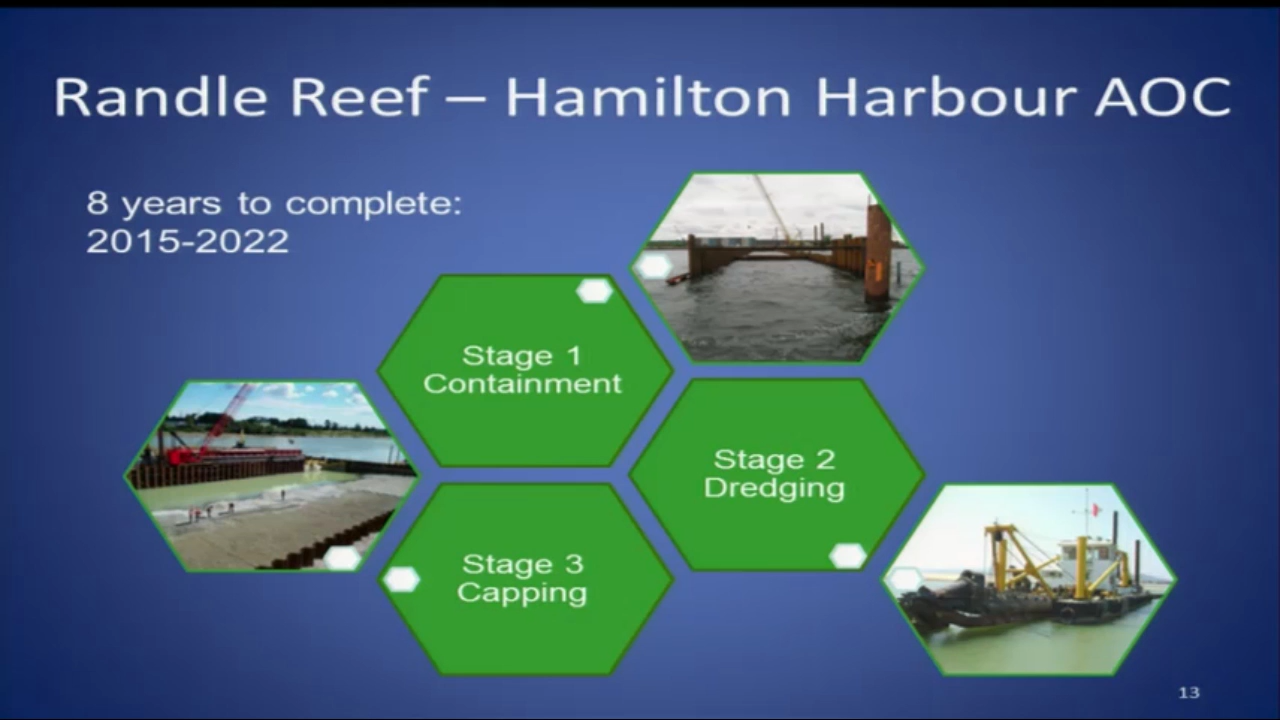 Randle Reef – Hamilton Harbour AOC
8 years to complete:
2015-2022
Stage 1
Containment
Stage 2
Dredging
Stage 3
Capping
13